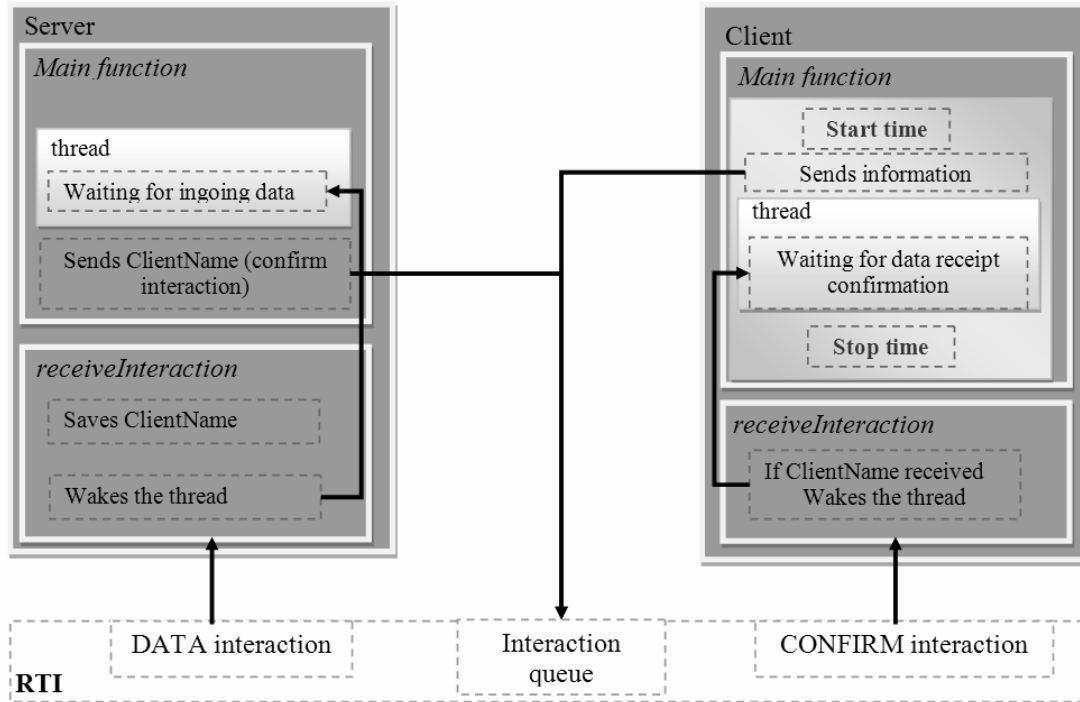 Server
Main function
thread
Waiting for ingoing data
Sends ClientName (confirm
interaction)
receiveInteraction
Saves ClientName
Wakes the thread
Client
Main function
Start time
Sends information
thread
Waiting for data receipt
confirmation
Stop time
receiveInteraction
If ClientName received
Wakes the thread
DATA interaction
Interaction
queue
CONFIRM interaction
RTI